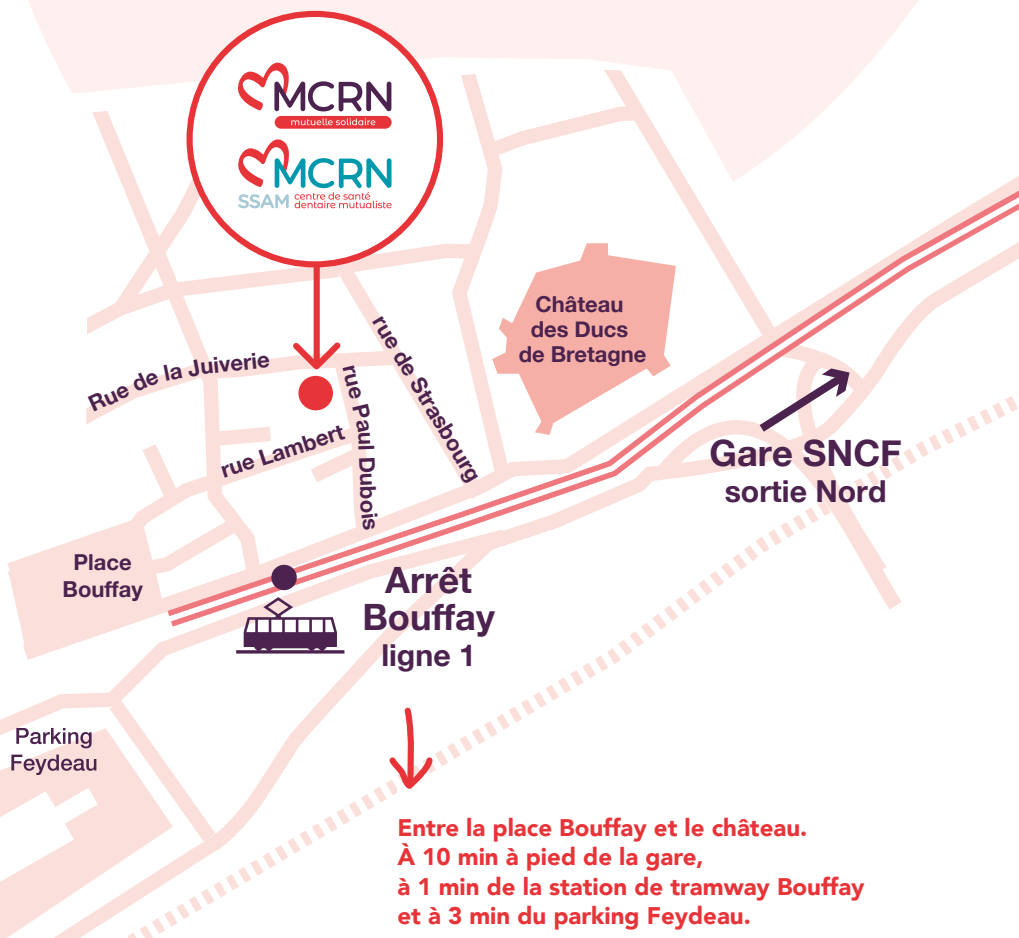 MCRN
mutuelle solidaire
MCRN
SSAM centre de santé
dentaire mutualiste
Château
des Ducs
de Bretagne
rue de Strasbourg
Rue de la Juiverie
rue Paul Dubois
rue Lambert
Gare SNCF
sortie Nord
Place
Bouffay
Arrêt
Bouffay
ligne 1
Parking
Feydeau
Entre la place Bouffay et le château.
À 10 min à pied de la gare,
à 1 min de la station de tramway Bouffay
et à 3 min du parking Feydeau.